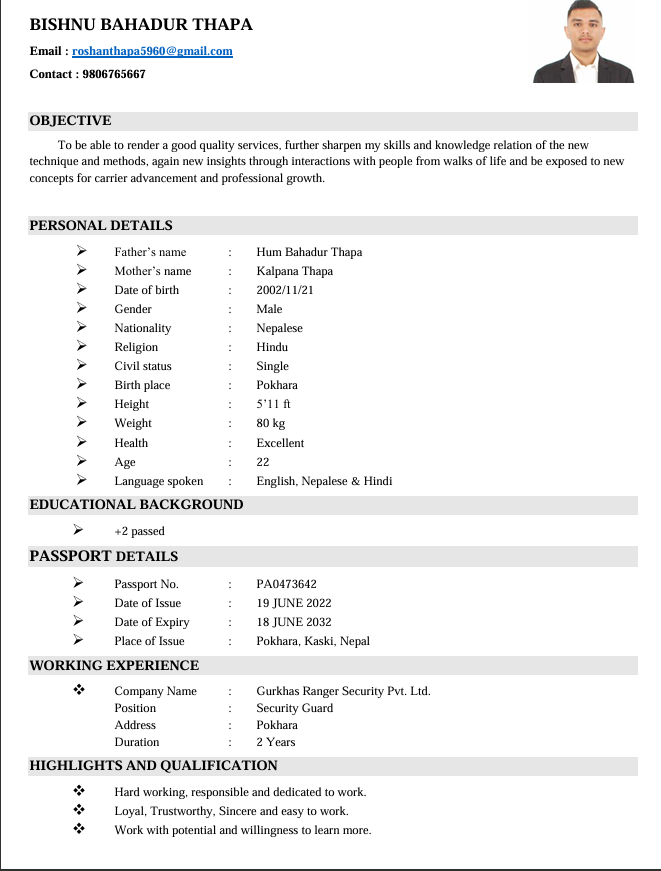 BISHNU BAHADUR THAPA
Email : roshanthapa5960@gmail.com
Contact : 9806765667
OBJECTIVE
To be able to render a good quality services, further sharpen my skills and knowledge relation of the new
technique and methods, again new insights through interactions with people from walks of life and be exposed to new
concepts for carrier advancement and professional growth.
PERSONAL DETAILS
Father's name : Hum Bahadur Thapa
Mother's name : Kalpana Thapa
Date of birth : 2002/11/21
Gender : Male
Nationality : Nepalese
Religion : Hindu
Civil status : Single
Birth place : Pokhara
Height : 5'11 ft
Weight : 80 kg
Health : Excellent
Age : 22
Language spoken : English, Nepalese & Hindi
EDUCATIONAL BACKGROUND
+2 passed
PASSPORT DETAILS
Passport No. : PA0473642
Date of Issue : 19 JUNE 2022
Date of Expiry : 18 JUNE 2032
Place of Issue : Pokhara, Kaski, Nepal
WORKING EXPERIENCE
Company Name : Gurkhas Ranger Security Pvt. Ltd.
Position : Security Guard
Address : Pokhara
Duration : 2 Years
HIGHLIGHTS AND QUALIFICATION
Hard working, responsible and dedicated to work.
Loyal, Trustworthy, Sincere and easy to work.
Work with potential and willingness to learn more.